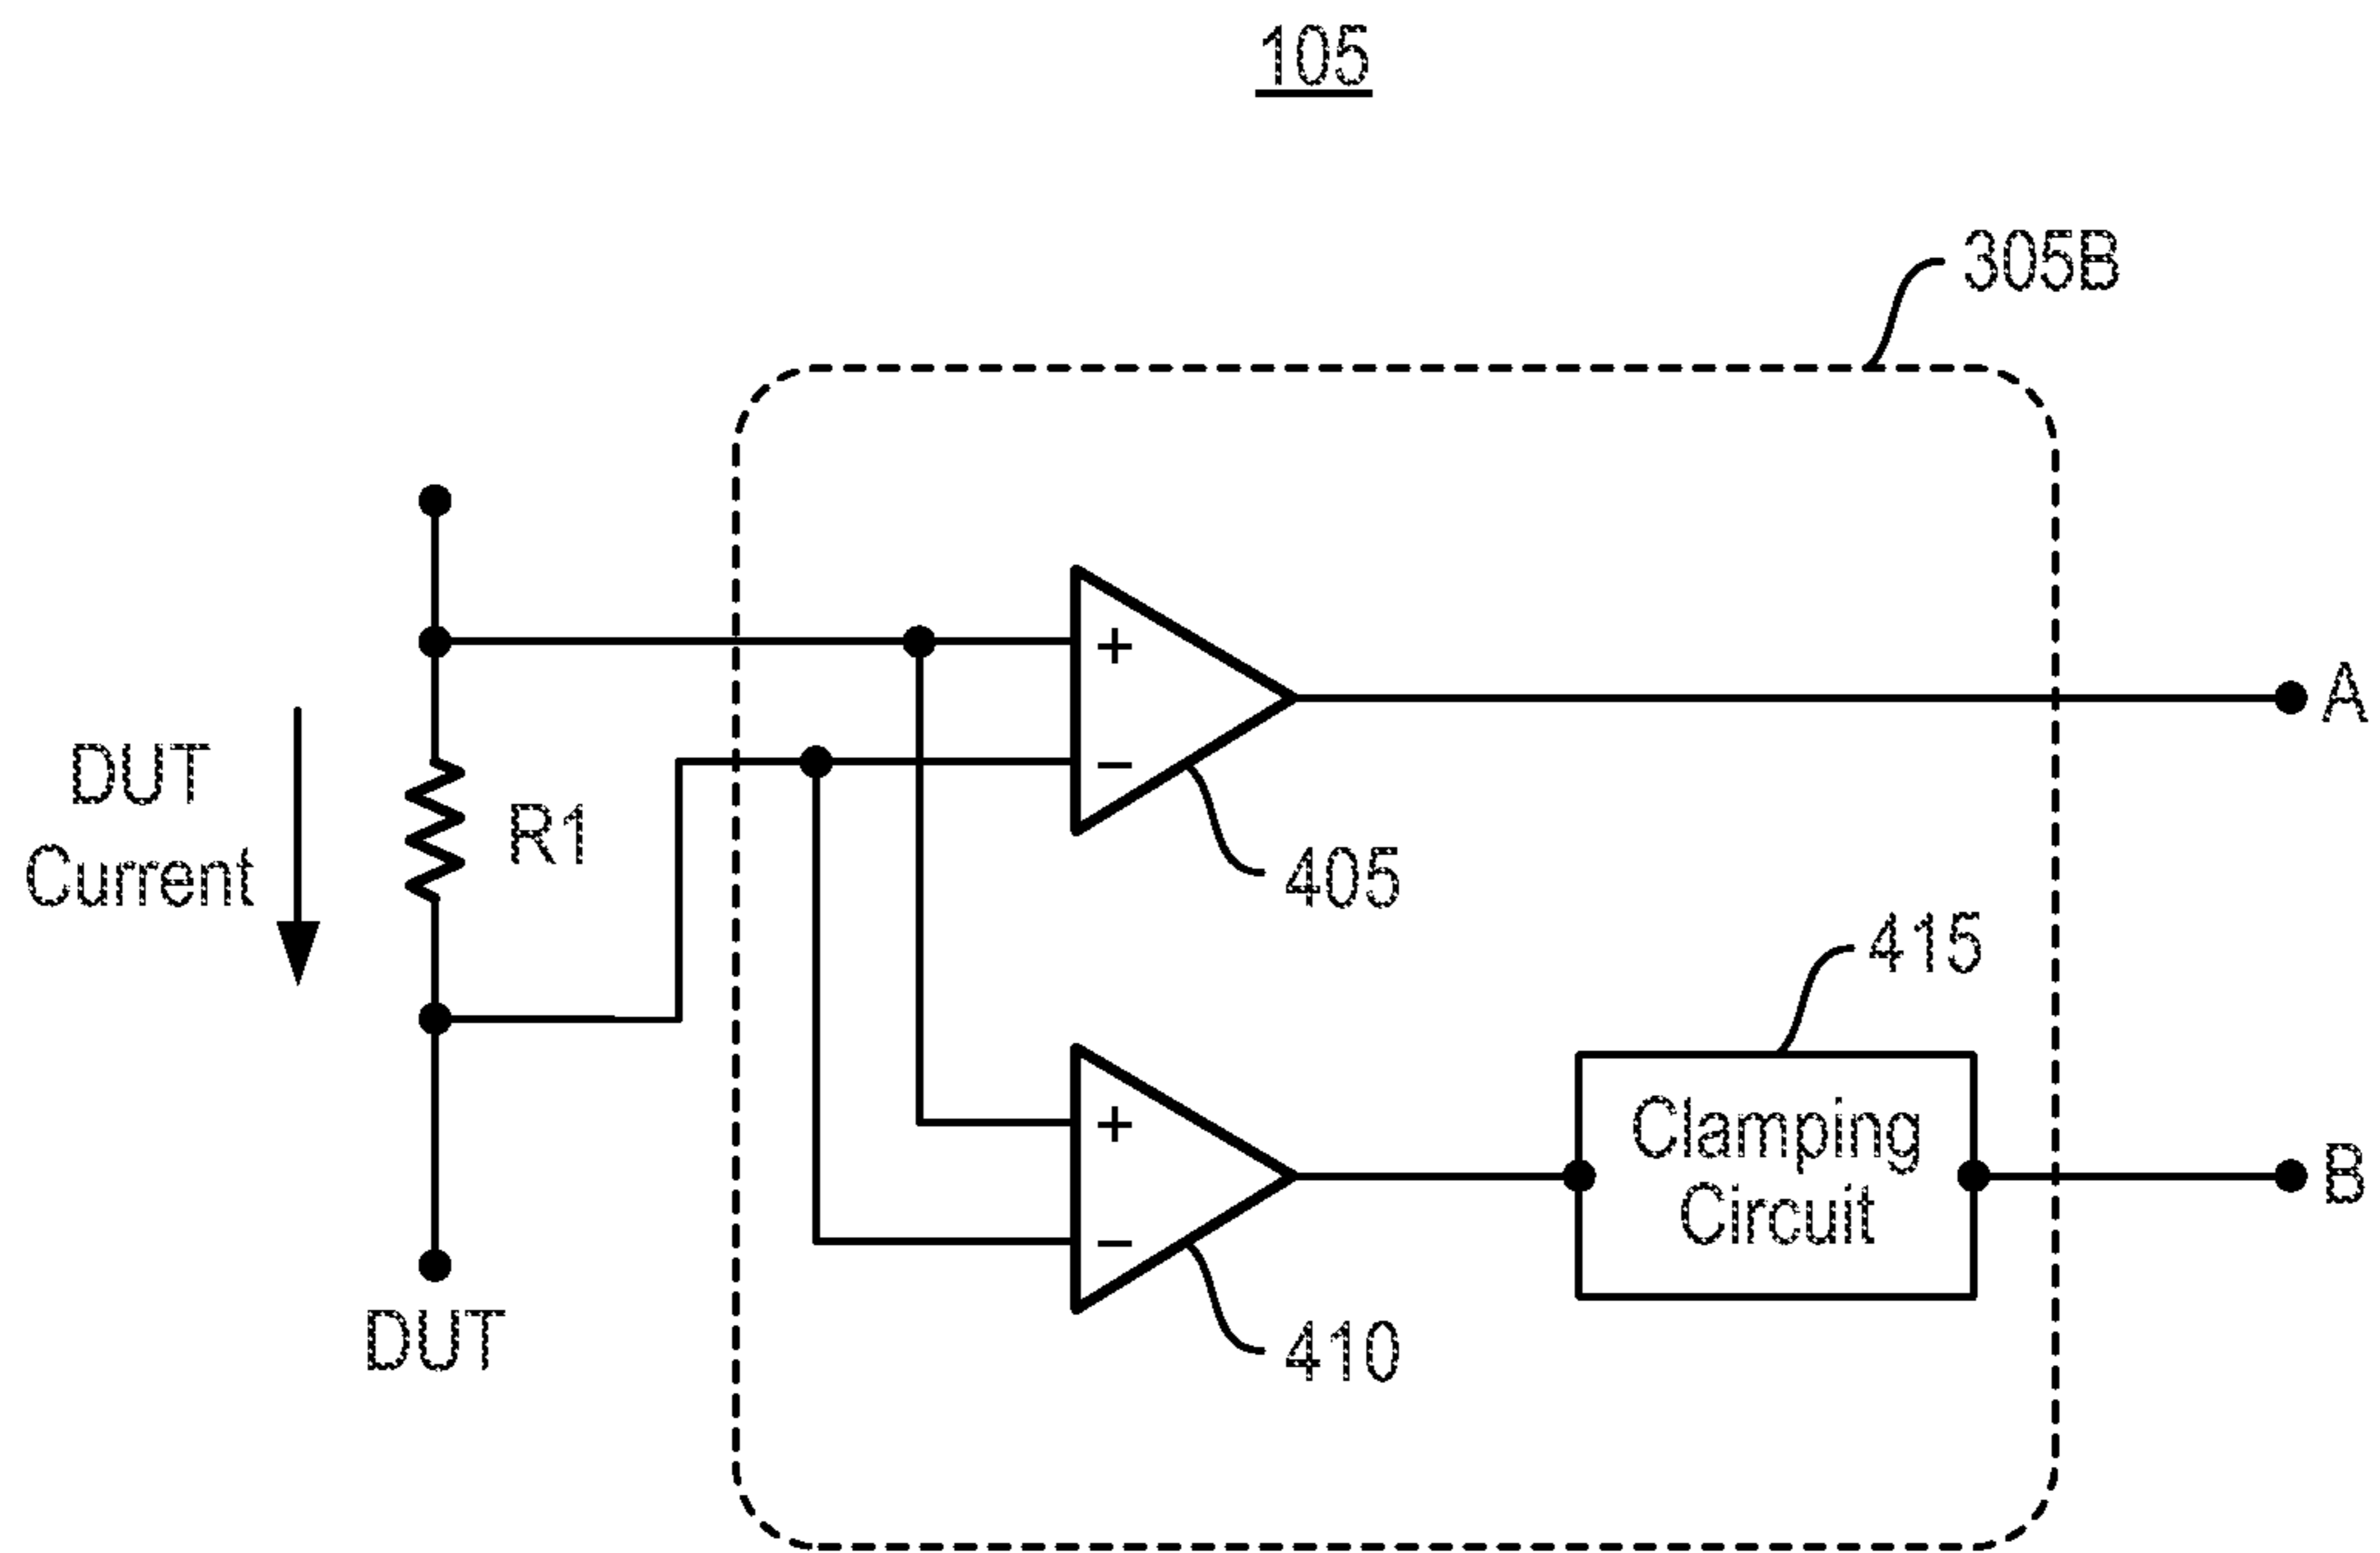 105
305B
+
−
A
DUT
Current
R1
405
415
Clamping
Circuit
+
−
B
410
DUT